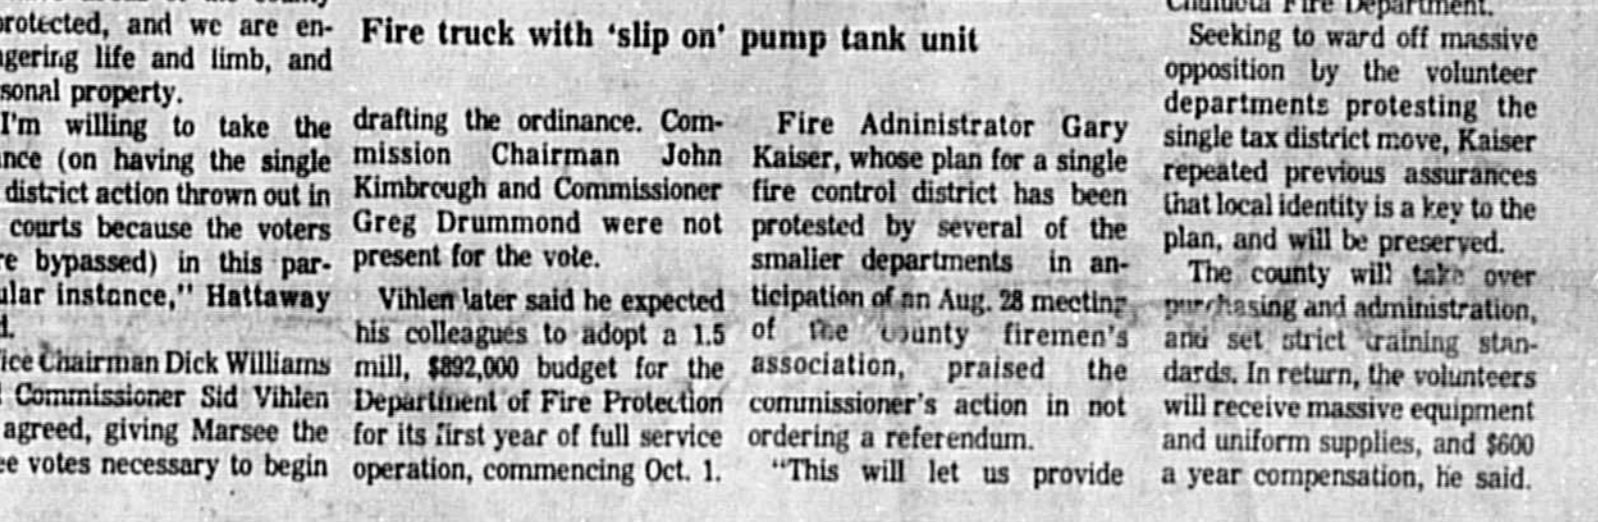 protected, and we are en-
gering life and limb, and
sonal property.
I'm willing to take the
nce (on having the single
district action thrown out in
courts because the voters
re bypassed) in this par-
ular instance," Hattaway
d.
ice Chairman Dick Williams
Commissioner Sid Vihlen
agreed, giving Marsee the
ee votes necessary to begin
Fire truck with 'slip on' pump tank unit
drafting the ordinance. Com-
mission Chairman John
Kimbrough and Commissioner
Greg Drummond were not
present for the vote.
Vihlen later said he expected
his colleagues to adopt a 1.5
mill, $892,000 budget for the
Department of Fire Protection
for its first year of full service
operation, commencing Oct. 1.
Fire Adninistrator Gary
Kaiser, whose plan for a single
fire control district has been
protested by several of the
smaller departments in an-
ticipation of an Aug. 28 meeting
of the county firemen's
association, praised the
commissioner's action in not
ordering a referendum.
"This will let us provide
Chuluota Fire Department.
Seeking to ward off massive
opposition by the volunteer
departments protesting the
single tax district move, Kaiser
repeated previous assurances
that local identity is a key to the
plan, and will be preserved.
The county will take over
purchasing and administration,
and set strict training stan-
dards. In return, the volunteers
will receive massive equipment
and uniform supplies, and $600
a year compensation, he said.